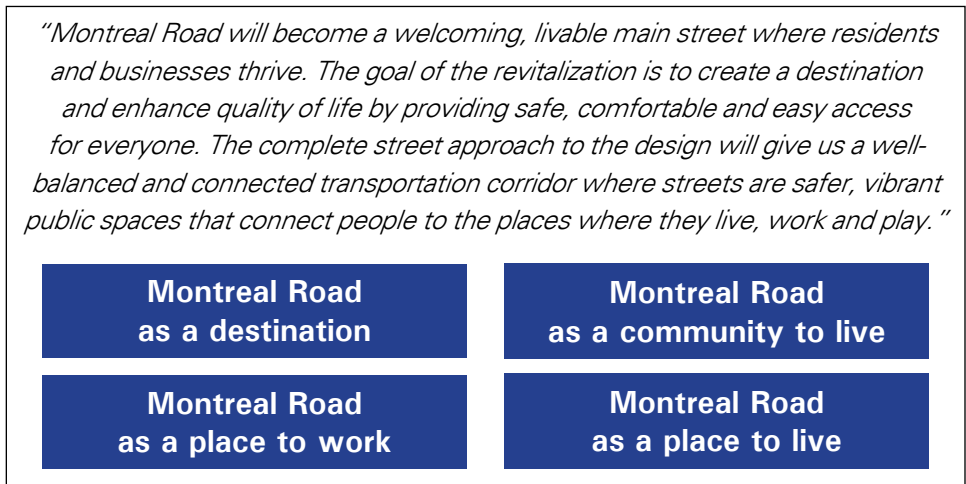 “Montreal Road will become a welcoming, livable main street where residents
and businesses thrive. The goal of the revitalization is to create a destination
and enhance quality of life by providing safe, comfortable and easy access
for everyone. The complete street approach to the design will give us a well-
balanced and connected transportation corridor where streets are safer, vibrant
public spaces that connect people to the places where they live, work and play.”
Montreal Road
as a destination
Montreal Road
as a community to live
Montreal Road
as a place to work
Montreal Road
as a place to live